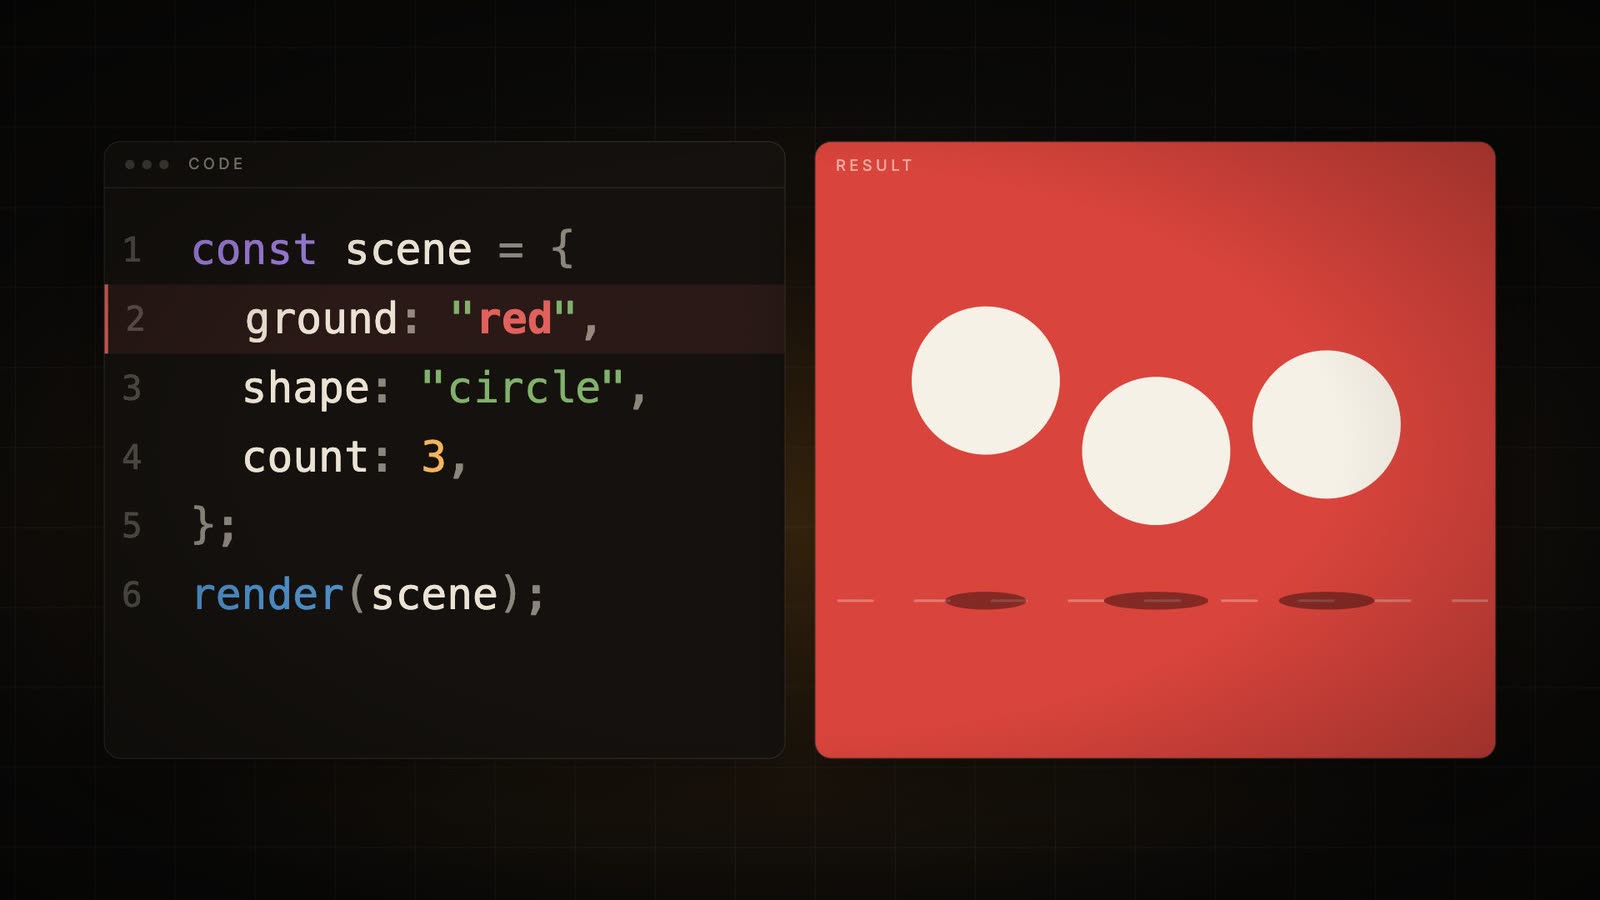 CODE
1 const scene = {
2 ground: "red",
3 shape: "circle",
4 count: 3,
5 };
6 render(scene);
RESULT